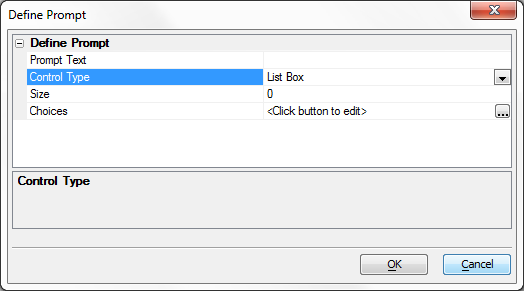 Define Prompt
Define Prompt
Prompt Text
Control Type List Box
Size 0
Choices <Click button to edit> ...
Control Type
OK Cancel